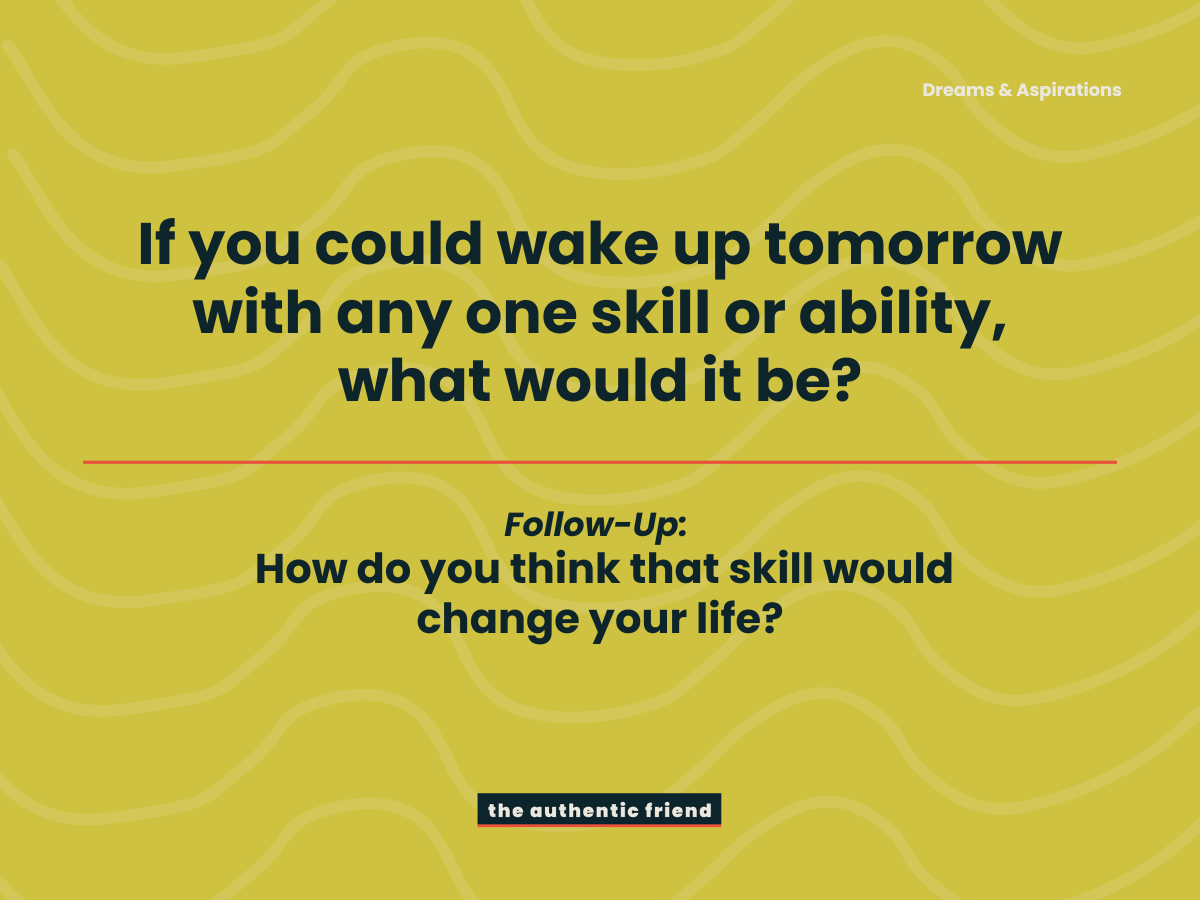 Dreams & Aspirations
If you could wake up tomorrow
with any one skill or ability,
what would it be?
Follow-Up:
How do you think that skill would
change your life?
the authentic friend